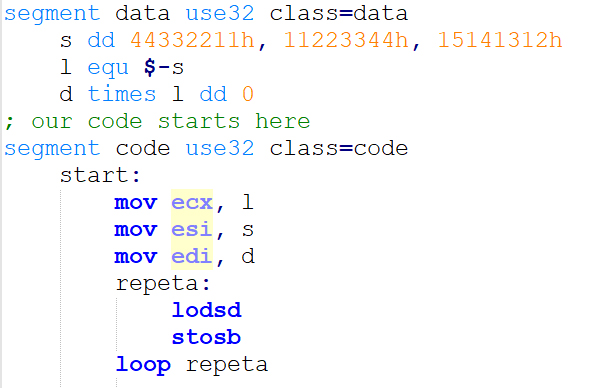 segment data use32 class=data
s dd 44332211h, 11223344h, 15141312h
l equ $-s
d times l dd 0
; our code starts here
segment code use32 class=code
start:
mov ecx, l
mov esi, s
mov edi, d
repeta:
lodsd
stosb
loop repeta